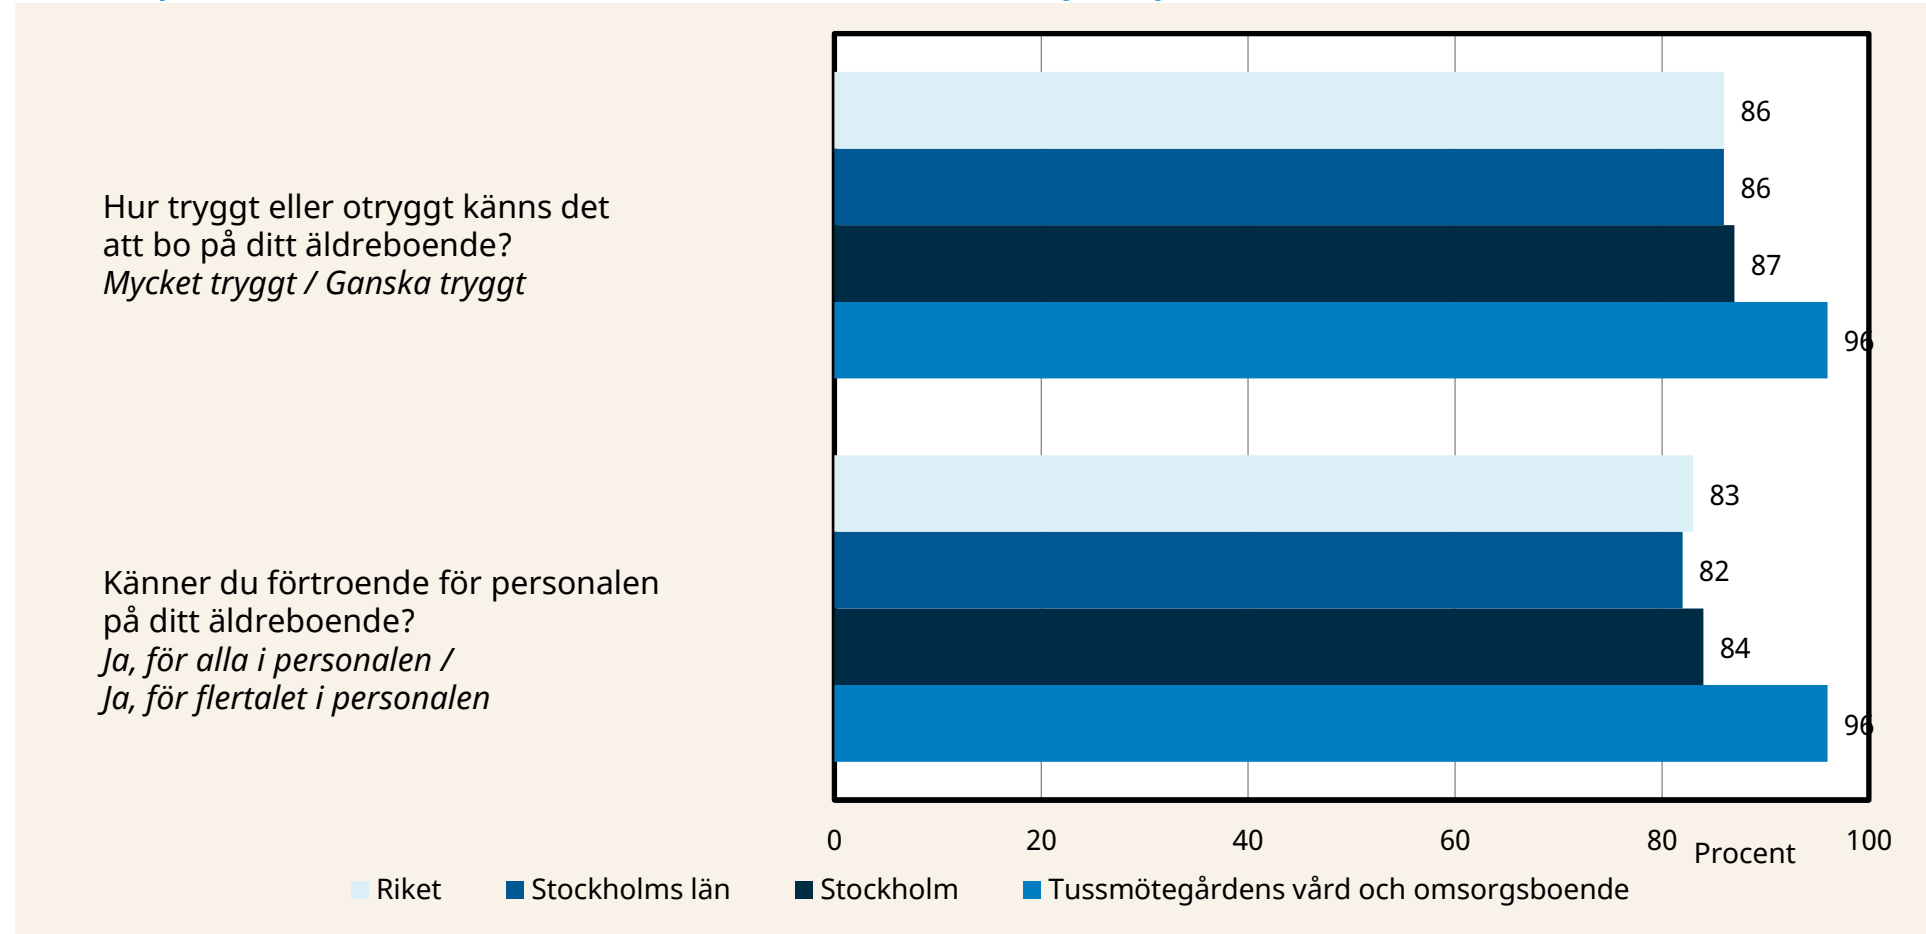 86
86
Hur tryggt eller otryggt känns det
att bo på ditt äldreboende?
Mycket tryggt / Ganska tryggt
87
96
83
82
Känner du förtroende för personalen
på ditt äldreboende?
Ja, för alla i personalen /
Ja, för flertalet i personalen
84
96
0 20 40 60 80 100
Procent
Riket Stockholms län Stockholm Tussmötegårdens vård och omsorgsboende